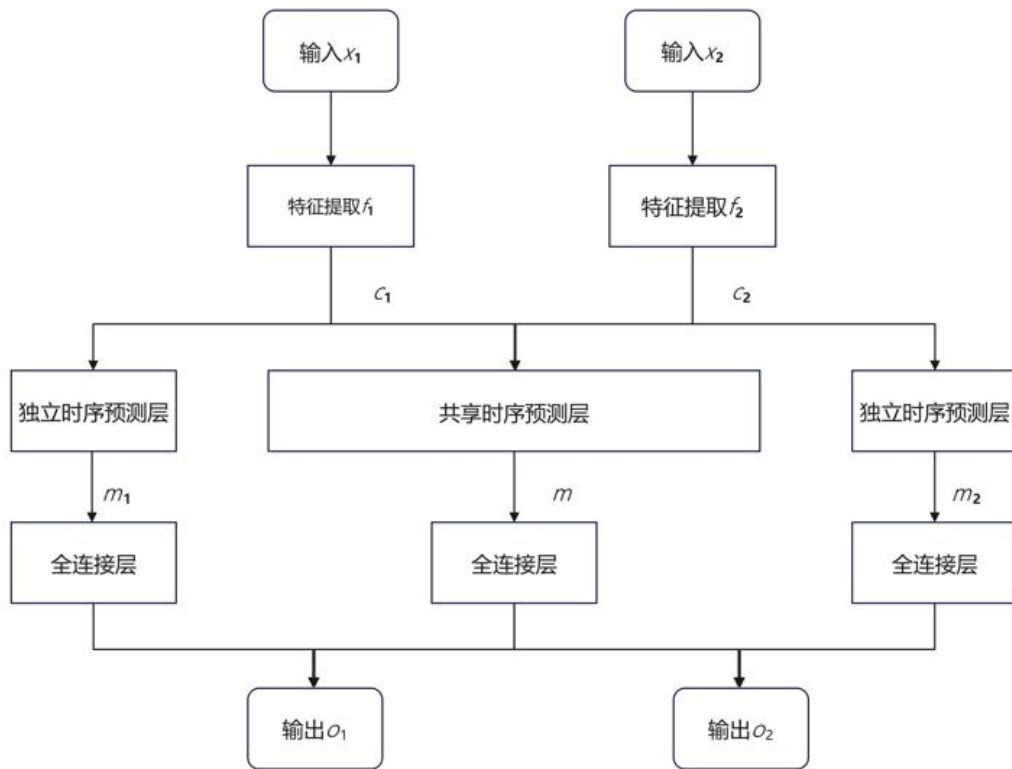 输入x₁
输入x₂
特征提取f₁
特征提取f₂
c₁
c₂
独立时序预测层
共享时序预测层
独立时序预测层
m₁
m
m₂
全连接层
全连接层
全连接层
输出o₁
输出o₂